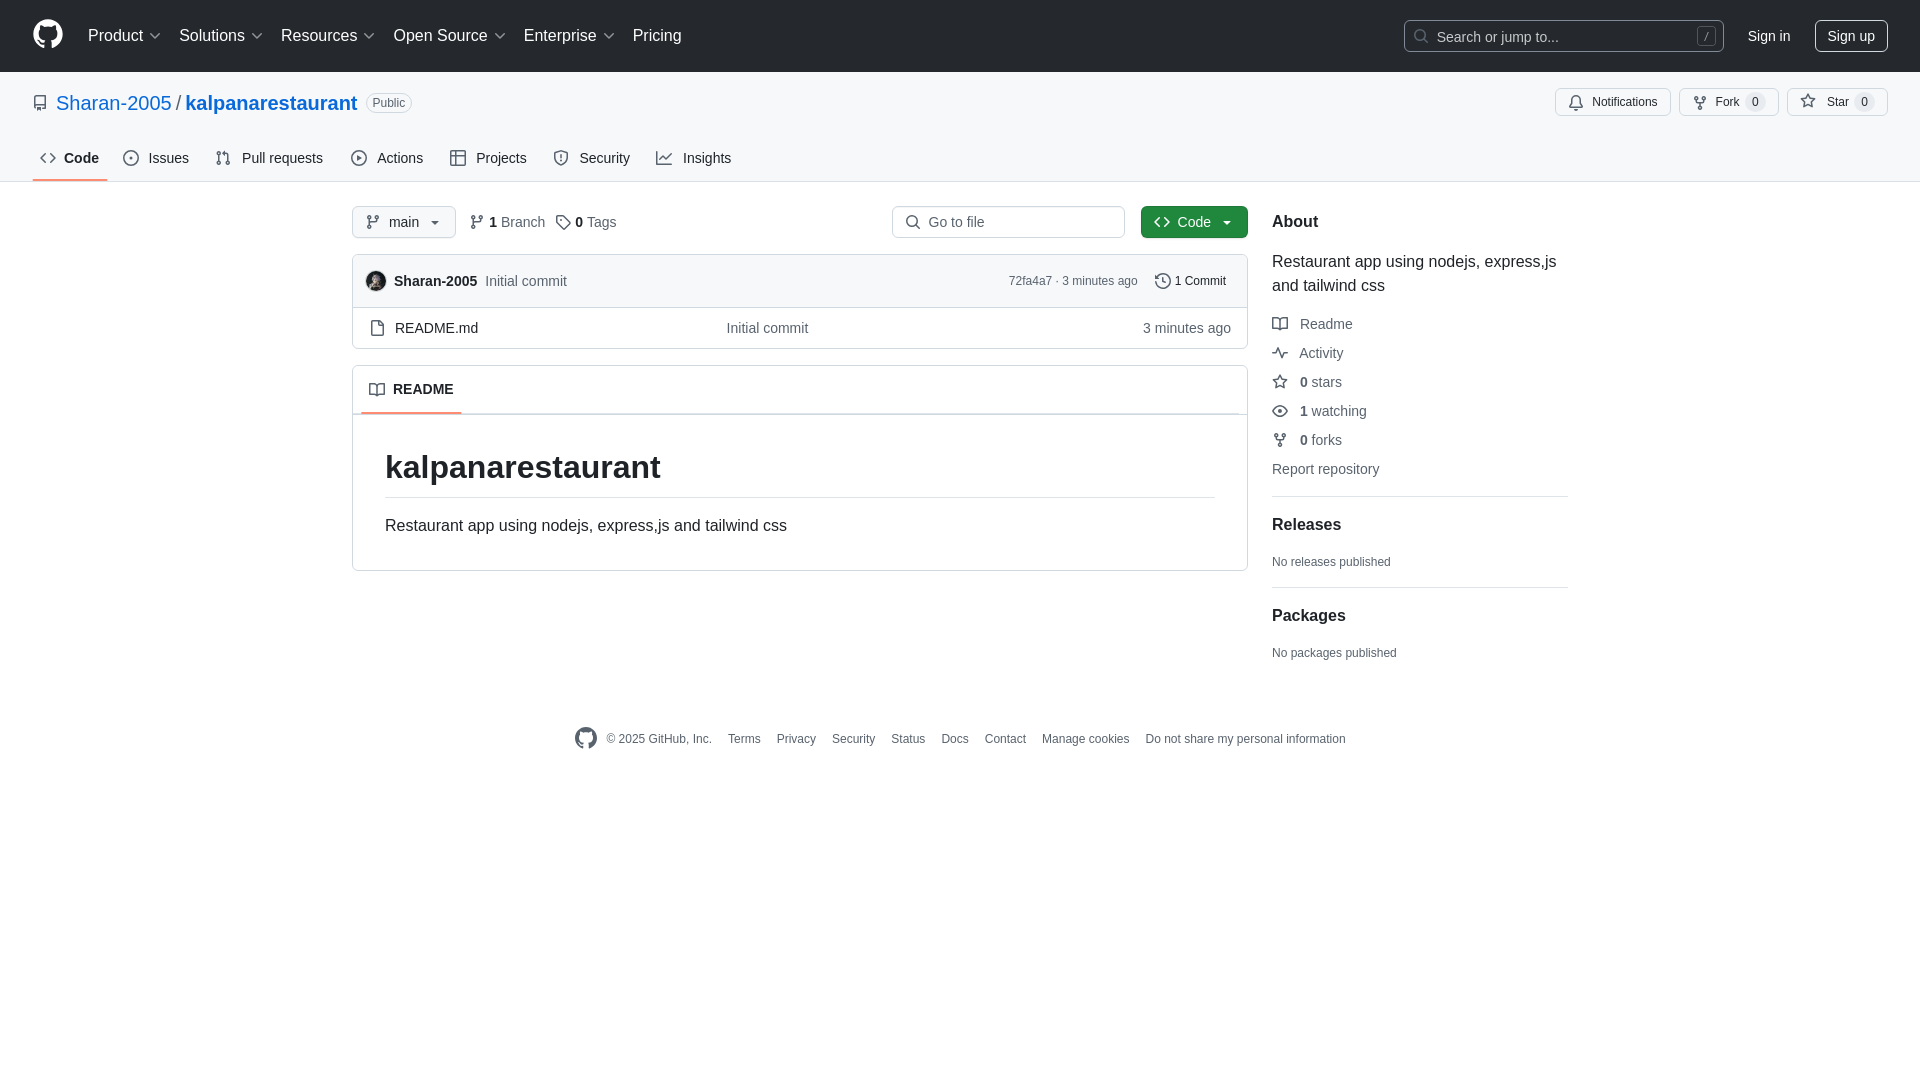 Product Solutions Resources Open Source Enterprise Pricing Search or jump to... / Sign in Sign up
Sharan-2005 / kalpanarestaurant Public Notifications Fork 0 Star 0
Code Issues Pull requests Actions Projects Security Insights
main 1 Branch 0 Tags Go to file Code
Sharan-2005 Initial commit 72fa4a7 · 3 minutes ago 1 Commit
README.md Initial commit 3 minutes ago
README
kalpanarestaurant
Restaurant app using nodejs, express,js and tailwind css
About
Restaurant app using nodejs, express,js
and tailwind css
Readme
Activity
0 stars
1 watching
0 forks
Report repository
Releases
No releases published
Packages
No packages published
© 2025 GitHub, Inc. Terms Privacy Security Status Docs Contact Manage cookies Do not share my personal information